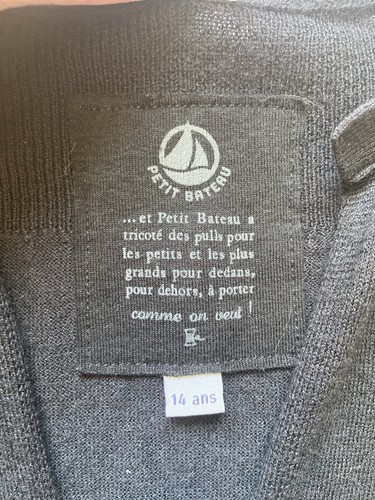 PETIT BATEAU
...et Petit Bateau a
tricoté des pulls pour
les petits et les plus
grands pour dedans,
pour dehors, à porter
comme on veut !
14 ans